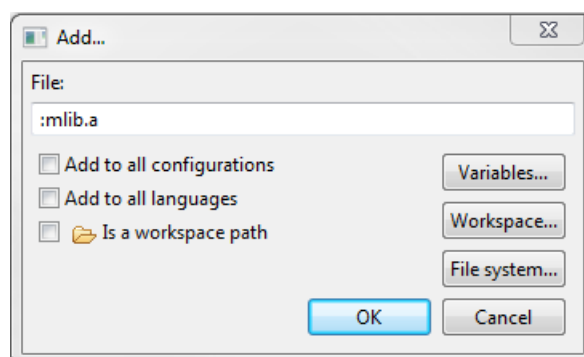 Add...
File:
:mlib.a
Add to all configurations
Variables...
Add to all languages
Workspace...
Is a workspace path
File system...
OK
Cancel